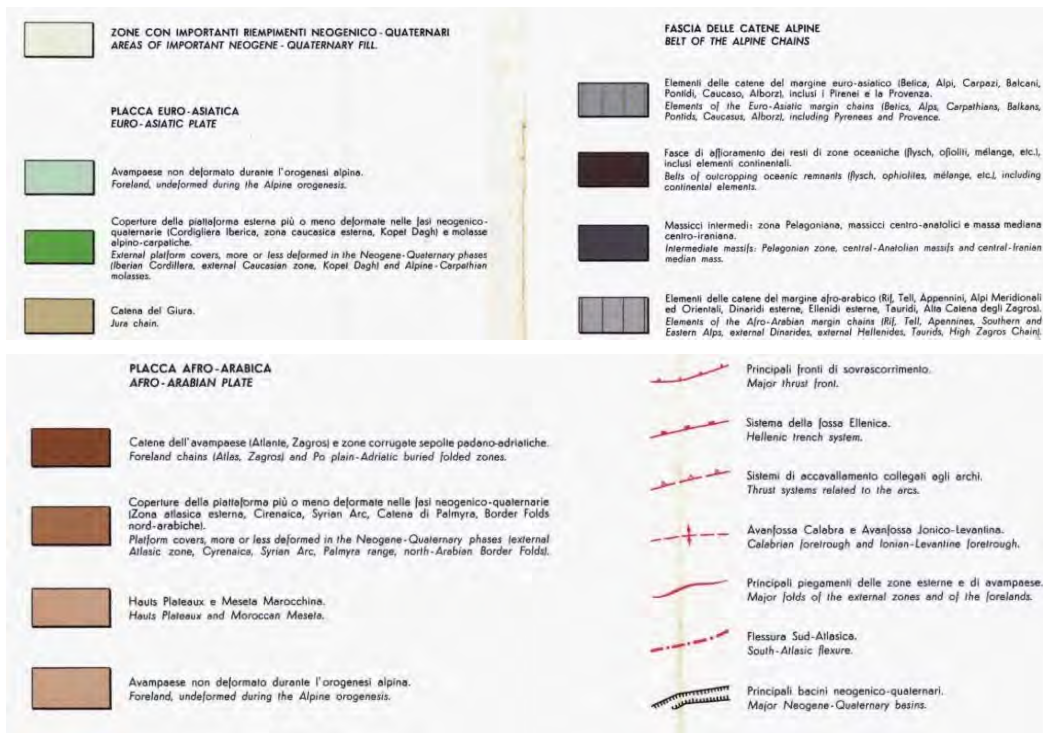 ZONE CON IMPORTANTI RIEMPIMENTI NEOGENICO - QUATERNARI
AREAS OF IMPORTANT NEOGENE - QUATERNARY FILL.
PLACCA EURO-ASIATICA
EURO-ASIATIC PLATE
Avampaese non deformato durante l'orogenesi alpina.
Foreland, undeformed during the Alpine orogenesis.
Coperture della piattaforma esterna più o meno deformate nelle fasi neogenico-
quaternarie (Cordigliera Iberica, zona caucasica esterna, Kopet Dagh) e molasse
alpino-carpatiche.
External platform covers, more or less deformed in the Neogene-Quaternary phases
(Iberian Cordillera, external Caucasian zone, Kopet Dagh) and Alpine-Carpathian
molasses.
Catena del Giura.
Jura chain.
FASCIA DELLE CATENE ALPINE
BELT OF THE ALPINE CHAINS
Elementi delle catene del margine euro-asiatico (Betica, Alpi, Carpazi, Balcani,
Pontidi, Caucaso, Alborz), inclusi i Pirenei e la Provenza.
Elements of the Euro-Asiatic margin chains (Betics, Alps, Carpathians, Balkans,
Pontids, Caucasus, Alborz), including Pyrenees and Provence.
Fasce di affioramento dei resti di zone oceaniche (flysch, ofioliti, mélange, etc.),
inclusi elementi continentali.
Belts of outcropping oceanic remnants (flysch, ophiolites, mélange, etc.), including
continental elements.
Massicci intermedi: zona Pelagoniana, massicci centro-anatolici e massa mediana
centro-iraniana.
Intermediate massifs: Pelagonian zone, central-Anatolian massifs and central-Iranian
median mass.
Elementi delle catene del margine afro-arabico (Rif, Tell, Appennini, Alpi Meridionali
ed Orientali, Dinaridi esterne, Ellenidi esterne, Tauridi, Alta Catena degli Zagros).
Elements of the Afro-Arabian margin chains (Rif, Tell, Apennines, Southern and
Eastern Alps, external Dinarides, external Hellenides, Taurids, High Zagros Chain).
PLACCA AFRO-ARABICA
AFRO-ARABIAN PLATE
Catene dell'avampaese (Atlante, Zagros) e zone corrugate sepolte padano-adriatiche.
Foreland chains (Atlas, Zagros) and Po plain-Adriatic buried folded zones.
Coperture della piattaforma più o meno deformate nelle fasi neogenico-quaternarie
(Zona atlasica esterna, Cirenaica, Syrian Arc, Catena di Palmyra, Border Folds
nord-arabiche).
Platform covers, more or less deformed in the Neogene-Quaternary phases (external
Atlasic zone, Cyrenaica, Syrian Arc, Palmyra range, north-Arabian Border Folds).
Hauts Plateaux e Meseta Marocchina.
Hauts Plateaux and Moroccan Meseta.
Avampaese non deformato durante l'orogenesi alpina.
Foreland, undeformed during the Alpine orogenesis.
Principali fronti di sovrascorrimento.
Major thrust front.
Sistema della fossa Ellenica.
Hellenic trench system.
Sistemi di accavallamento collegati agli archi.
Thrust systems related to the arcs.
Avanfossa Calabra e Avanfossa Jonico-Levantina.
Calabrian foretrough and Ionian-Levantine foretrough.
Principali piegamenti delle zone esterne e di avampaese.
Major folds of the external zones and of the forelands.
Flessura Sud-Atlasica.
South-Atlasic flexure.
Principali bacini neogenico-quaternari.
Major Neogene-Quaternary basins.